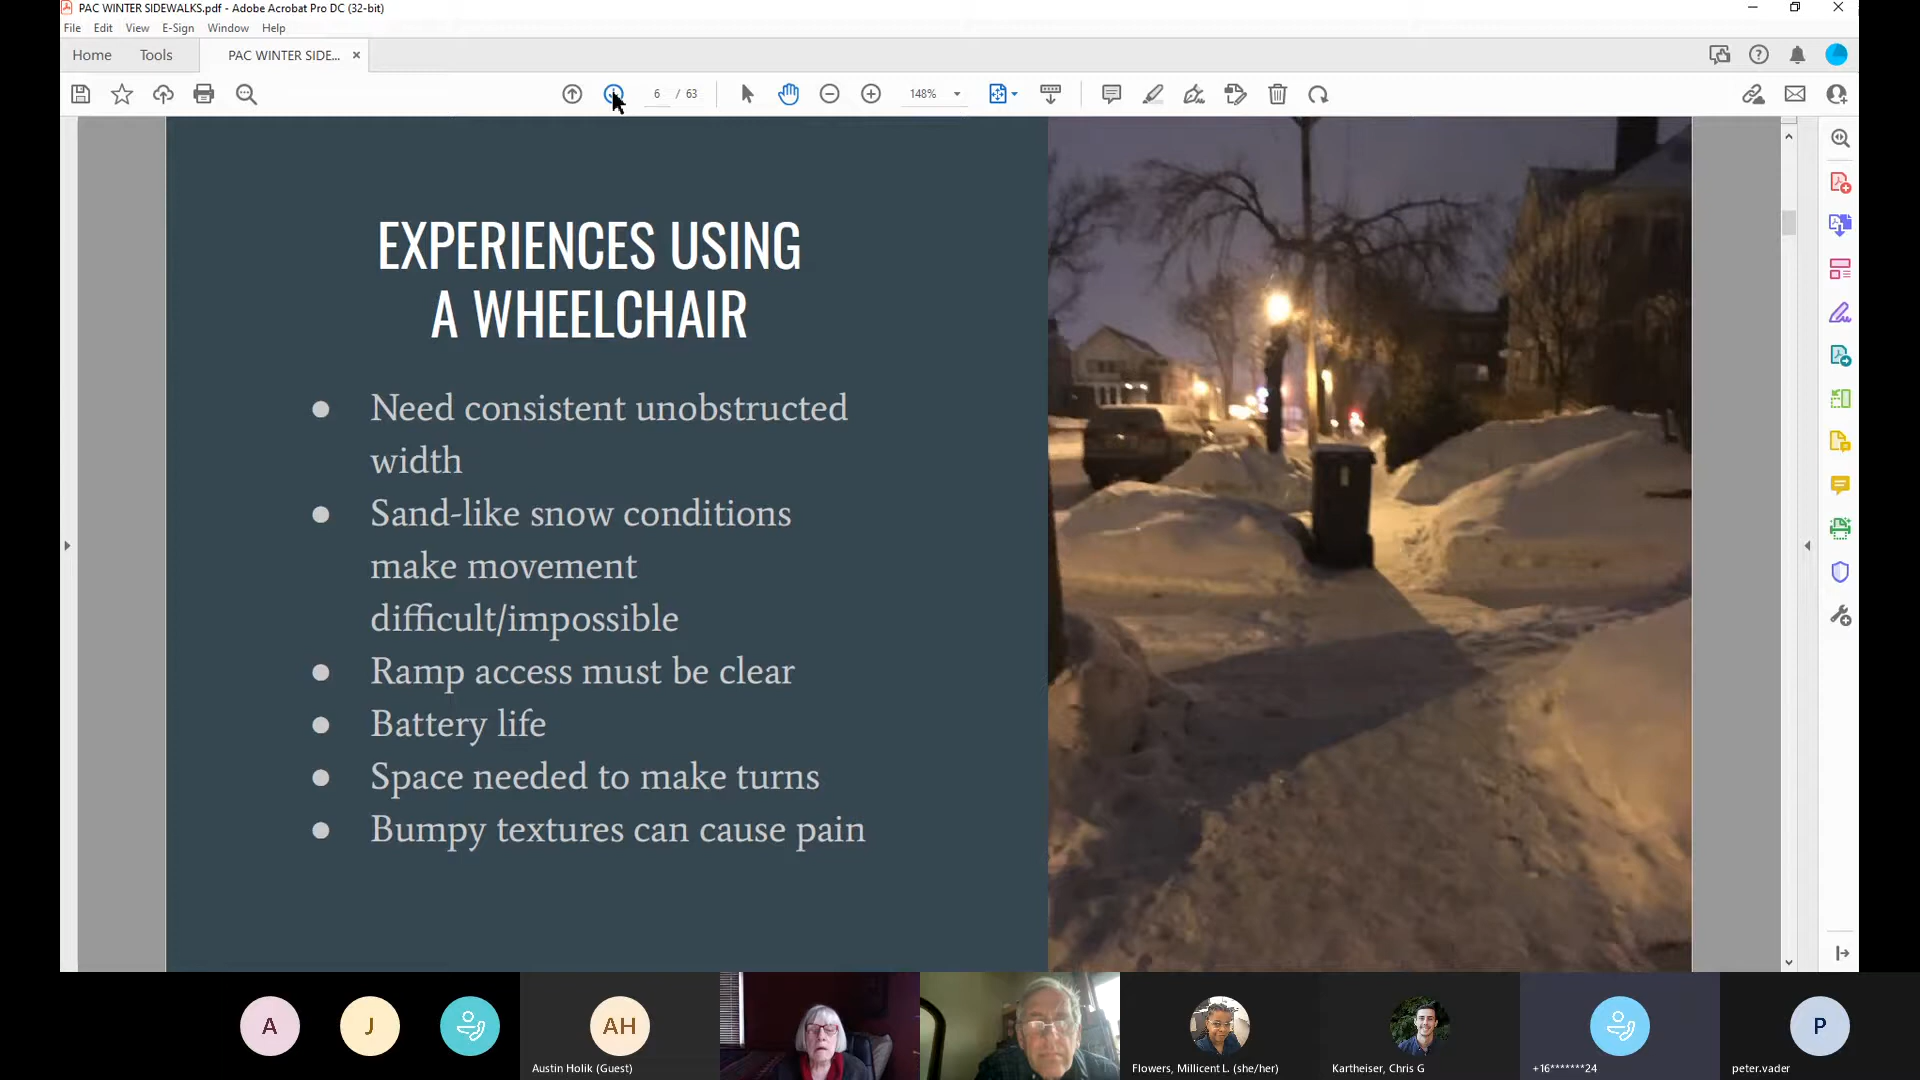 PAC WINTER SIDEWALKS.pdf - Adobe Acrobat Pro DC (32-bit)
File Edit View E-Sign Window Help
Home Tools PAC WINTER SIDE... ×
6 / 63 148%
EXPERIENCES USING
A WHEELCHAIR
● Need consistent unobstructed
width
● Sand-like snow conditions
make movement
difficult/impossible
● Ramp access must be clear
● Battery life
● Space needed to make turns
● Bumpy textures can cause pain
A J AH P
Austin Holik (Guest) Flowers, Millicent L. (she/her) Kartheiser, Chris G +16*******24 peter.vader